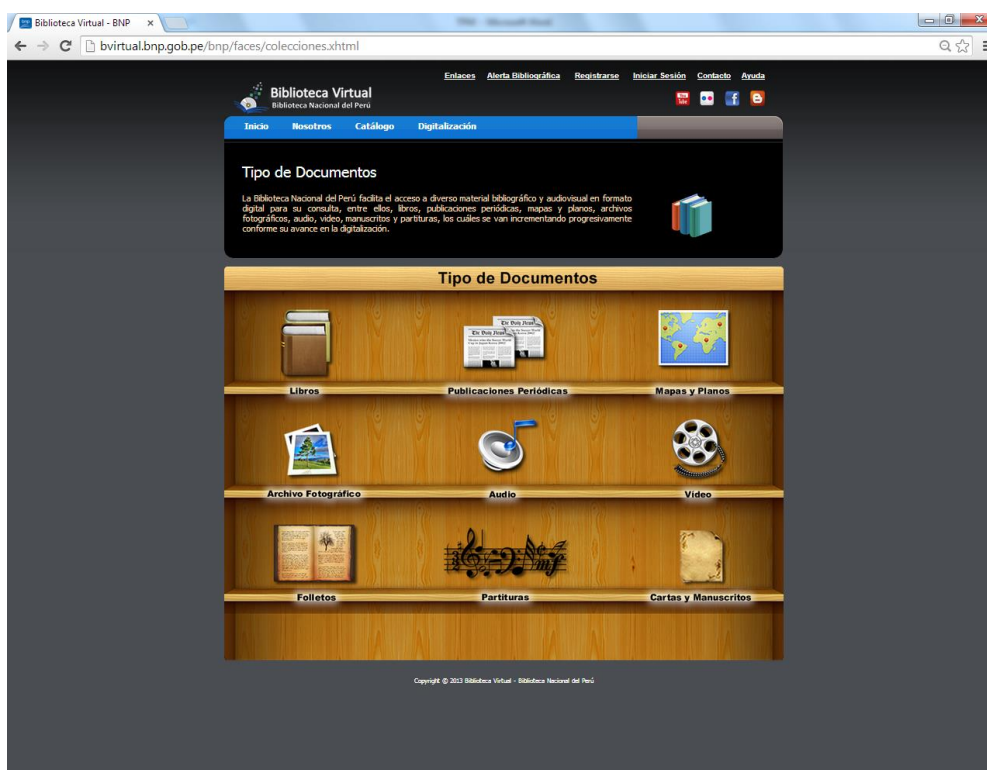 Biblioteca Virtual - BNP
bvirtual.bnp.gob.pe/bnp/faces/colecciones.xhtml
Enlaces Alerta Bibliográfica Registrarse Iniciar Sesión Contacto Ayuda
Biblioteca Virtual
Biblioteca Nacional del Perú
Inicio Nosotros Catálogo Digitalización
Tipo de Documentos
La Biblioteca Nacional del Perú facilita el acceso a diverso material bibliográfico y audiovisual en formato
digital para su consulta, entre ellos, libros, publicaciones periódicas, mapas y planos, archivos
fotográficos, audio, video, manuscritos y partituras, los cuáles se van incrementando progresivamente
conforme su avance en la digitalización.
Tipo de Documentos
Libros Publicaciones Periódicas Mapas y Planos
Archivo Fotográfico Audio Video
Folletos Partituras Cartas y Manuscritos
Copyright © 2013 Biblioteca Virtual - Biblioteca Nacional del Perú